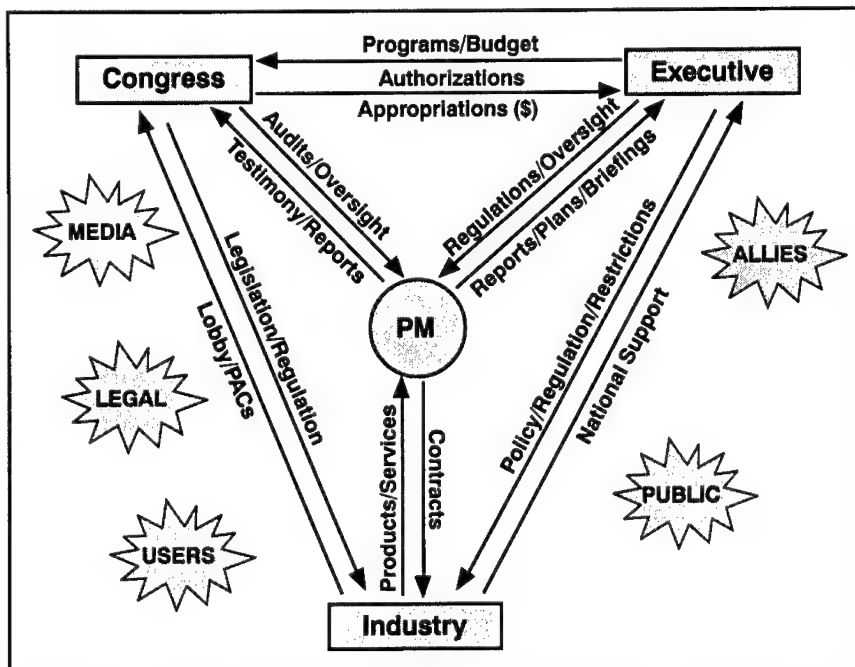 Programs/Budget
Congress
Executive
Authorizations
Appropriations ($)
Audits/Oversight
Testimony/Reports
Regulations/Oversight
Reports/Plans/Briefings
MEDIA
ALLIES
Legislation/Regulation
Lobby/PACs
PM
Policy/Regulation/Restrictions
National Support
LEGAL
Products/Services
Contracts
PUBLIC
USERS
Industry